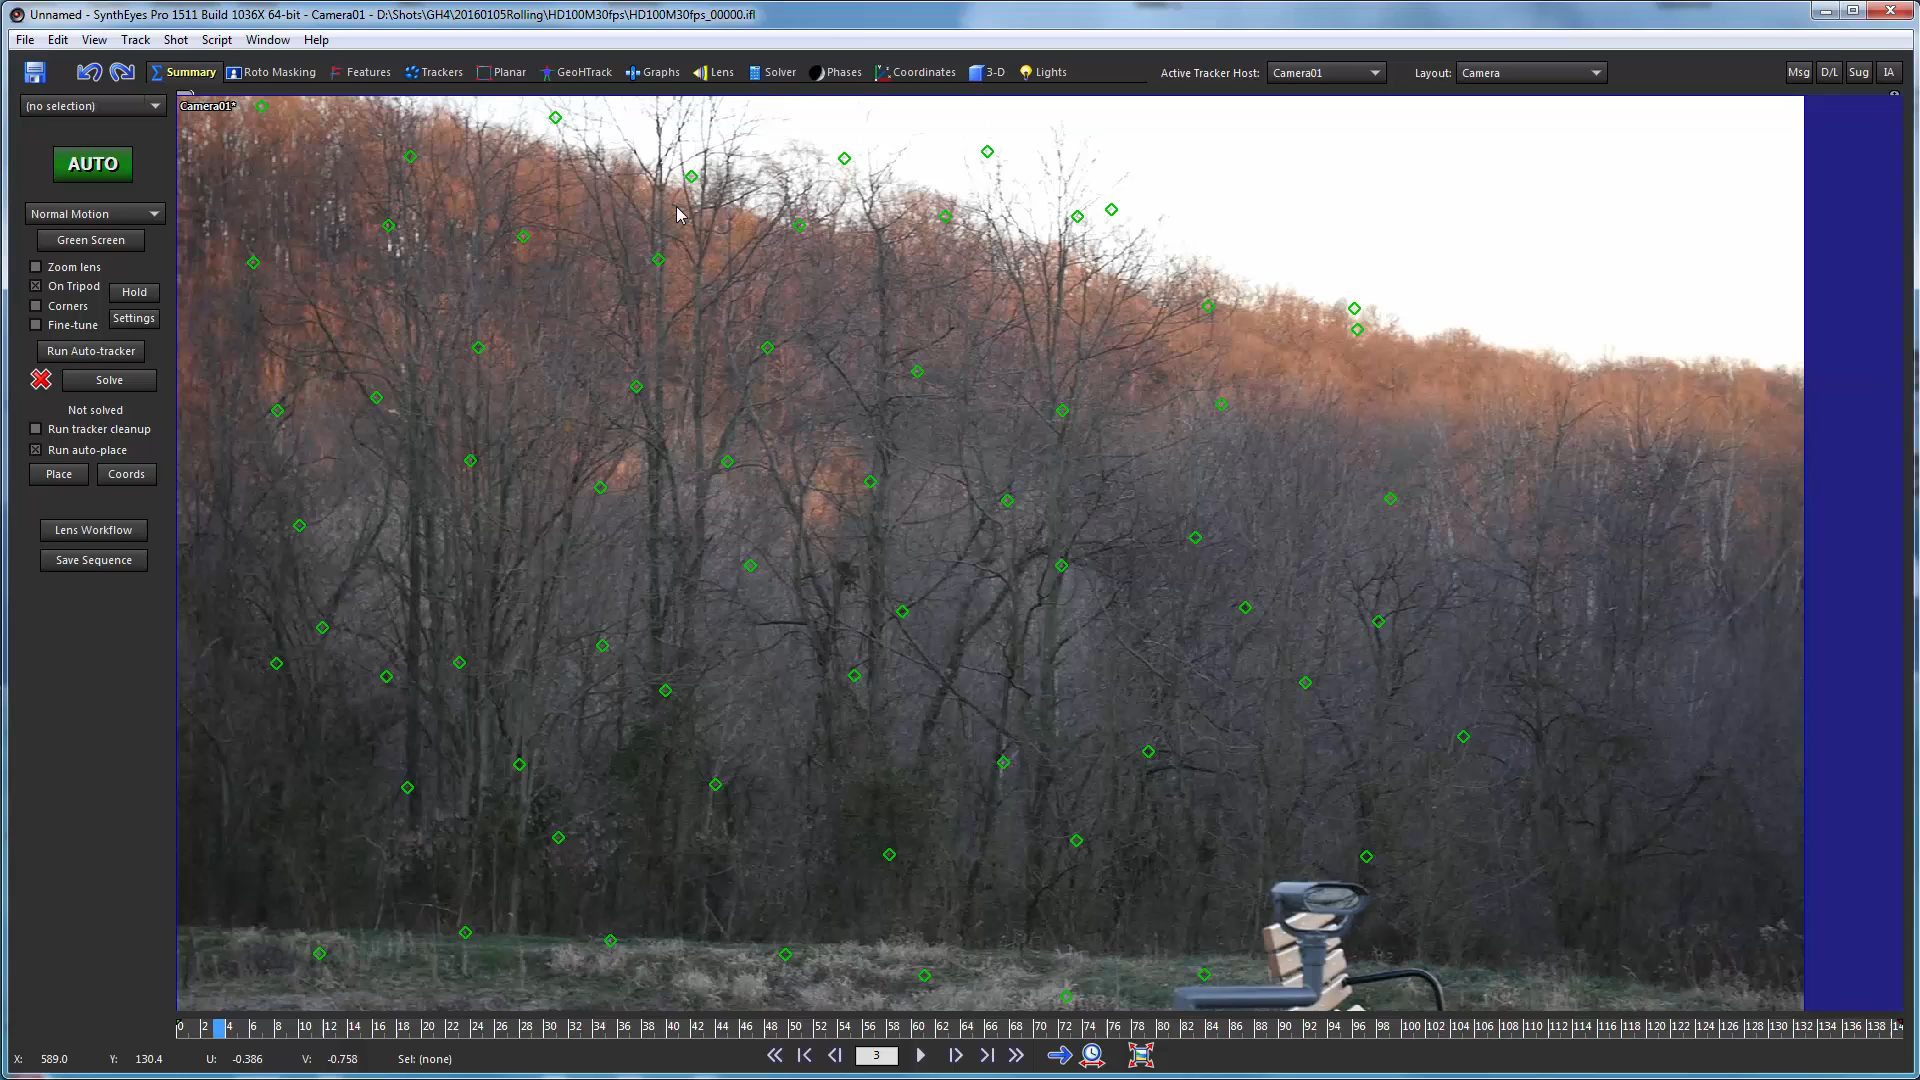 Unnamed - SynthEyes Pro 1511 Build 1036X 64-bit - Camera01 - D:\Shots\GH4\20160105Rolling\HD100M30fps\HD100M30fps_00000.ifl
File Edit View Track Shot Script Window Help
Summary Roto Masking Features Trackers Planar GeoHTrack Graphs Lens Solver Phases Coordinates 3-D Lights Active Tracker Host: Camera01 Layout: Camera Msg D/L Sug IA
(no selection)
Camera01*
AUTO
Normal Motion
Green Screen
Zoom lens
On Tripod Hold
Corners
Fine-tune Settings
Run Auto-tracker
Solve
Not solved
Run tracker cleanup
Run auto-place
Place Coords
Lens Workflow
Save Sequence
0 2 4 6 8 10 12 14 16 18 20 22 24 26 28 30 32 34 36 38 40 42 44 46 48 50 52 54 56 58 60 62 64 66 68 70 72 74 76 78 80 82 84 86 88 90 92 94 96 98 100 102 104 106 108 110 112 114 116 118 120 122 124 126 128 130 132 134 136 138
X: 589.0 Y: 130.4 U: -0.386 V: -0.758 Sel: (none) 3